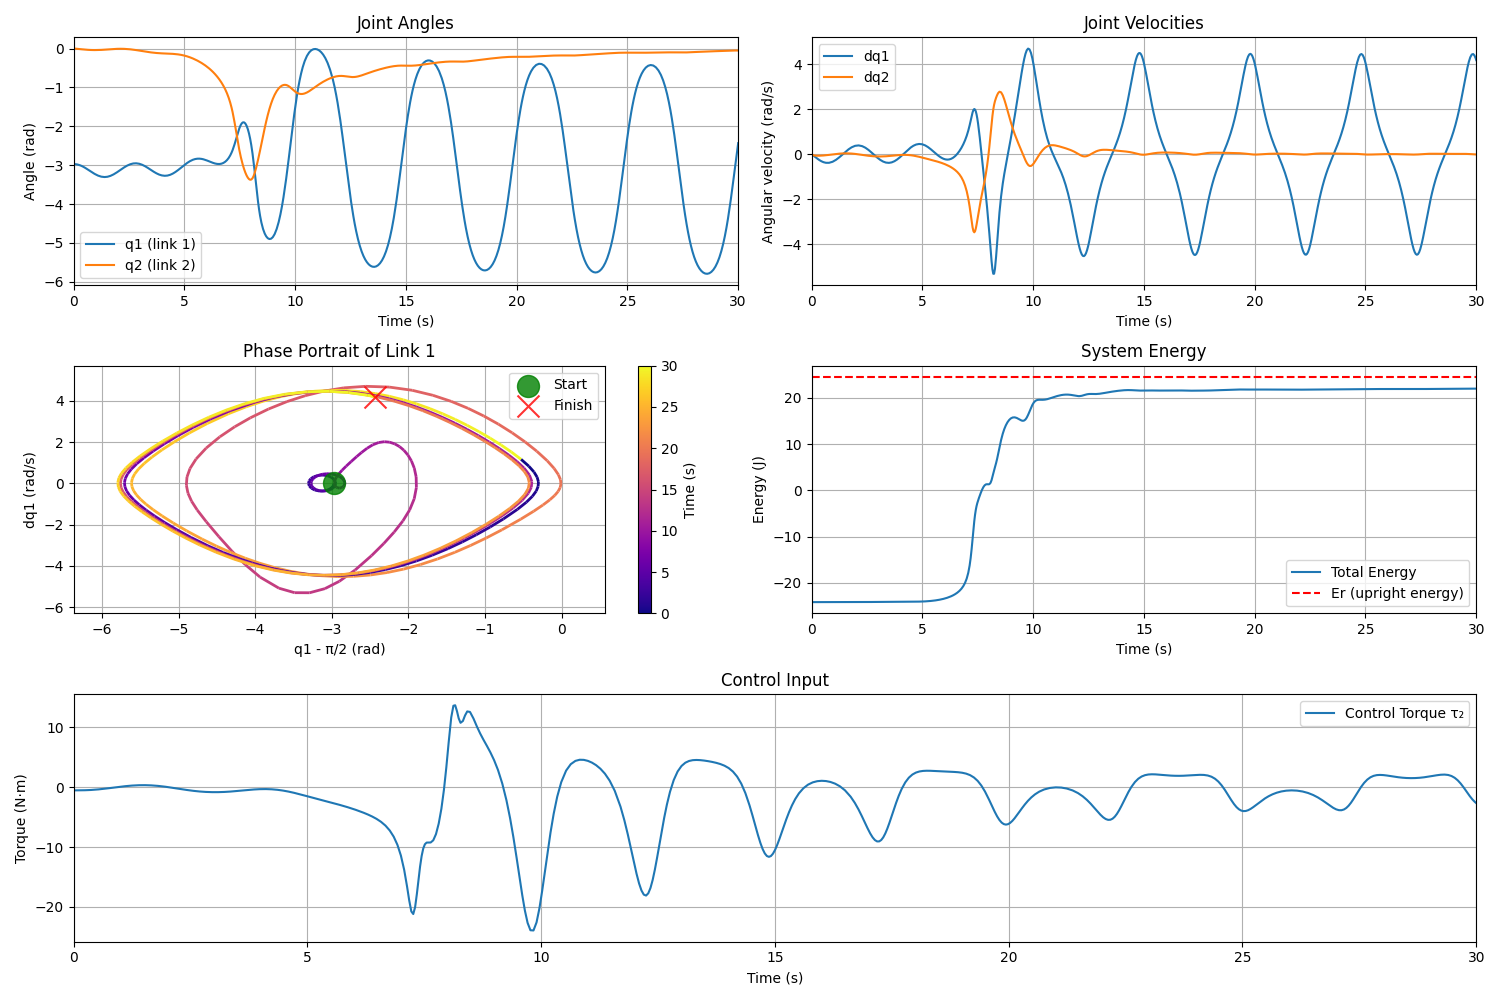 Joint Angles
Angle (rad)
0
−1
−2
−3
−4
−5
−6
q1 (link 1)
q2 (link 2)
0 5 10 15 20 25 30
Time (s)
Joint Velocities
Angular velocity (rad/s)
4
2
0
−2
−4
dq1
dq2
0 5 10 15 20 25 30
Time (s)
Phase Portrait of Link 1
dq1 (rad/s)
4
2
0
−2
−4
−6
Start
Finish
−6 −5 −4 −3 −2 −1 0
q1 - π/2 (rad)
30
25
20
15
10
5
0
Time (s)
System Energy
Energy (J)
20
10
0
−10
−20
Total Energy
Er (upright energy)
0 5 10 15 20 25 30
Time (s)
Control Input
Torque (N·m)
10
0
−10
−20
Control Torque τ₂
0 5 10 15 20 25 30
Time (s)